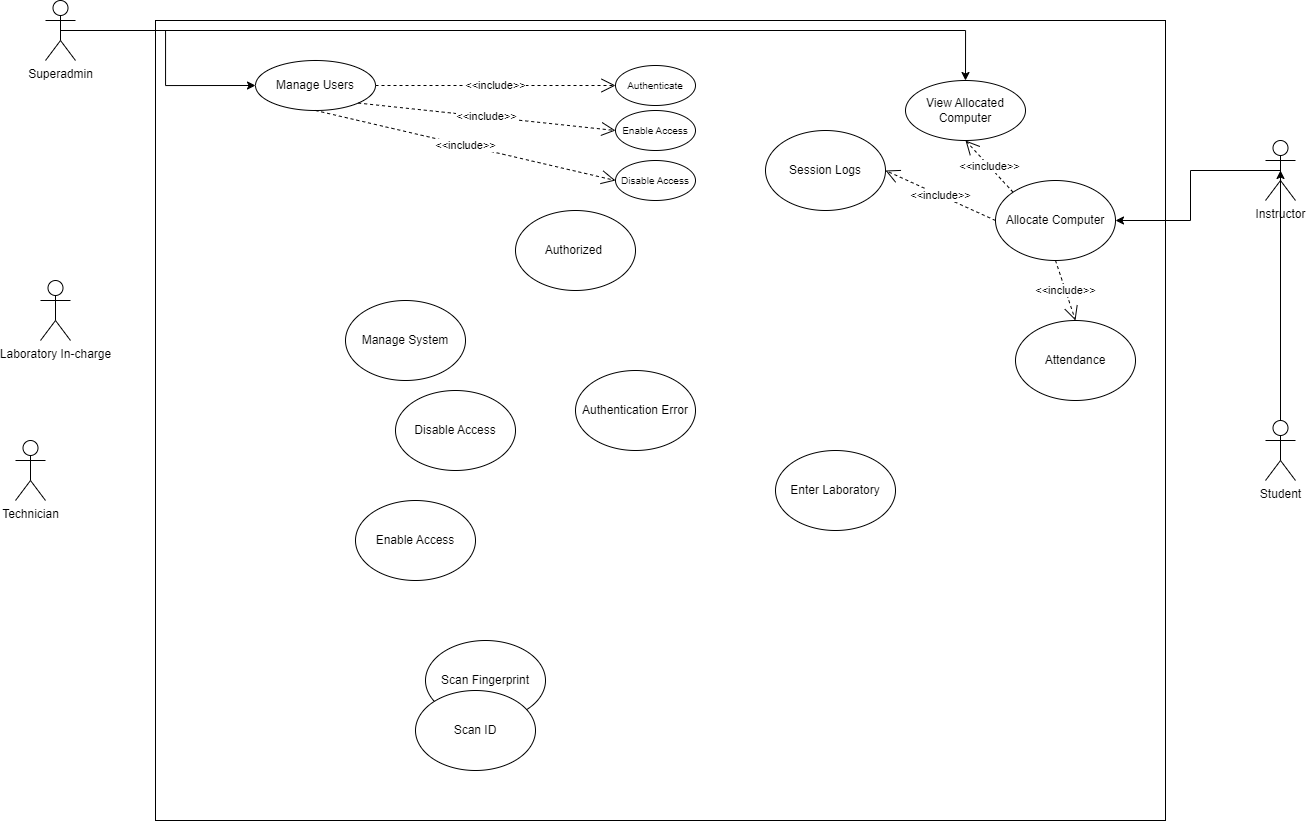 Superadmin
Manage Users
<<include>>
Authenticate
<<include>>
Enable Access
<<include>>
Disable Access
View Allocated
Computer
Session Logs
<<include>>
<<include>>
Allocate Computer
Instructor
Authorized
<<include>>
Laboratory In-charge
Manage System
Attendance
Disable Access
Authentication Error
Enter Laboratory
Student
Technician
Enable Access
Scan Fingerprint
Scan ID